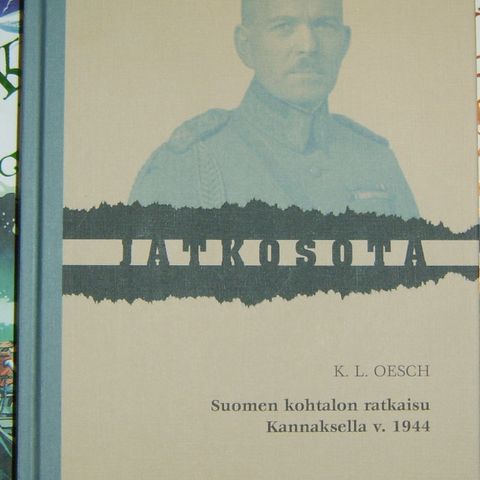 JATKOSOTA
K. L. OESCH
Suomen kohtalon ratkaisu
Kannaksella v. 1944